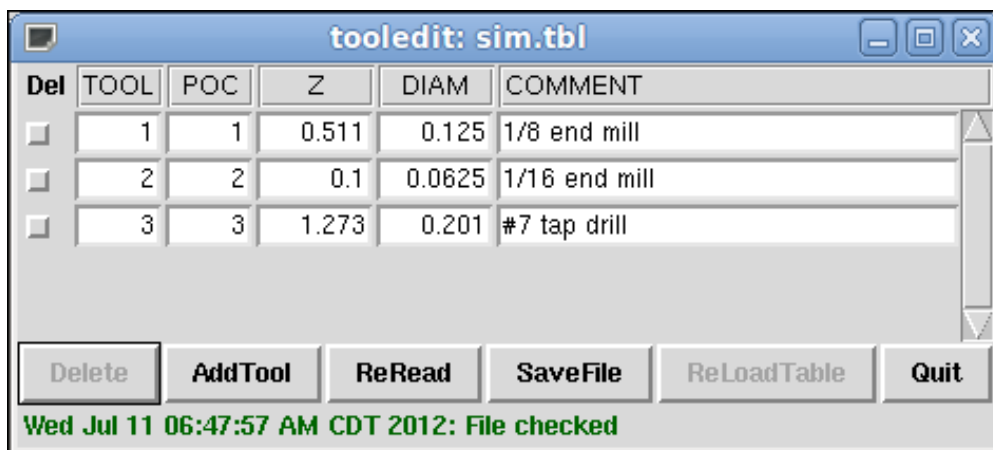 tooledit: sim.tbl
Del TOOL POC Z DIAM COMMENT
1 1 0.511 0.125 1/8 end mill
2 2 0.1 0.0625 1/16 end mill
3 3 1.273 0.201 #7 tap drill
Delete AddTool ReRead SaveFile ReLoadTable Quit
Wed Jul 11 06:47:57 AM CDT 2012: File checked